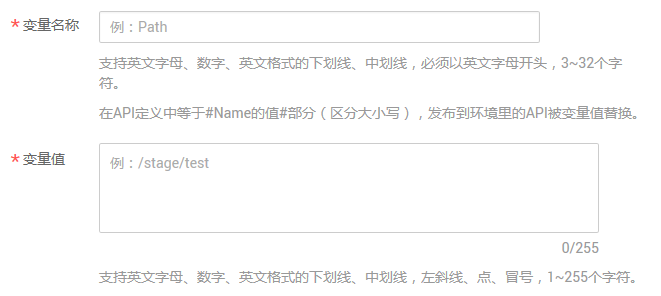 * 变量名称
例：Path
支持英文字母、数字、英文格式的下划线、中划线，必须以英文字母开头，3~32个字
符。
在API定义中等于#Name的值#部分（区分大小写），发布到环境里的API被变量值替换。
* 变量值
例：/stage/test
0/255
支持英文字母、数字、英文格式的下划线、中划线，左斜线、点、冒号，1~255个字符。